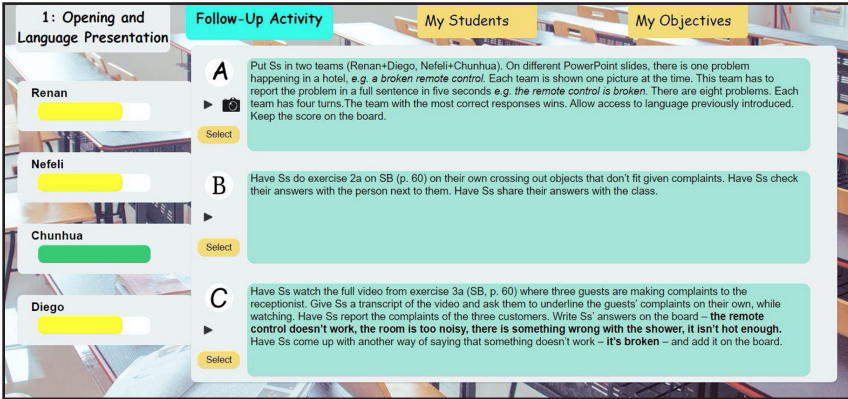 1: Opening and
Language Presentation
Follow-Up Activity
My Students
My Objectives
Renan
Nefeli
Chunhua
Diego
A
Select
Put Ss in two teams (Renan+Diego, Nefeli+Chunhua). On different PowerPoint slides, there is one problem
happening in a hotel, e.g. a broken remote control. Each team is shown one picture at the time. This team has to
report the problem in a full sentence in five seconds e.g. the remote control is broken. There are eight problems. Each
team has four turns.The team with the most correct responses wins. Allow access to language previously introduced.
Keep the score on the board.
B
Select
Have Ss do exercise 2a on SB (p. 60) on their own crossing out objects that don't fit given complaints. Have Ss check
their answers with the person next to them. Have Ss share their answers with the class.
C
Select
Have Ss watch the full video from exercise 3a (SB, p. 60) where three guests are making complaints to the
receptionist. Give Ss a transcript of the video and ask them to underline the guests' complaints on their own, while
watching. Have Ss report the complaints of the three customers. Write Ss' answers on the board – the remote
control doesn't work, the room is too noisy, there is something wrong with the shower, it isn't hot enough.
Have Ss come up with another way of saying that something doesn't work – it's broken – and add it on the board.